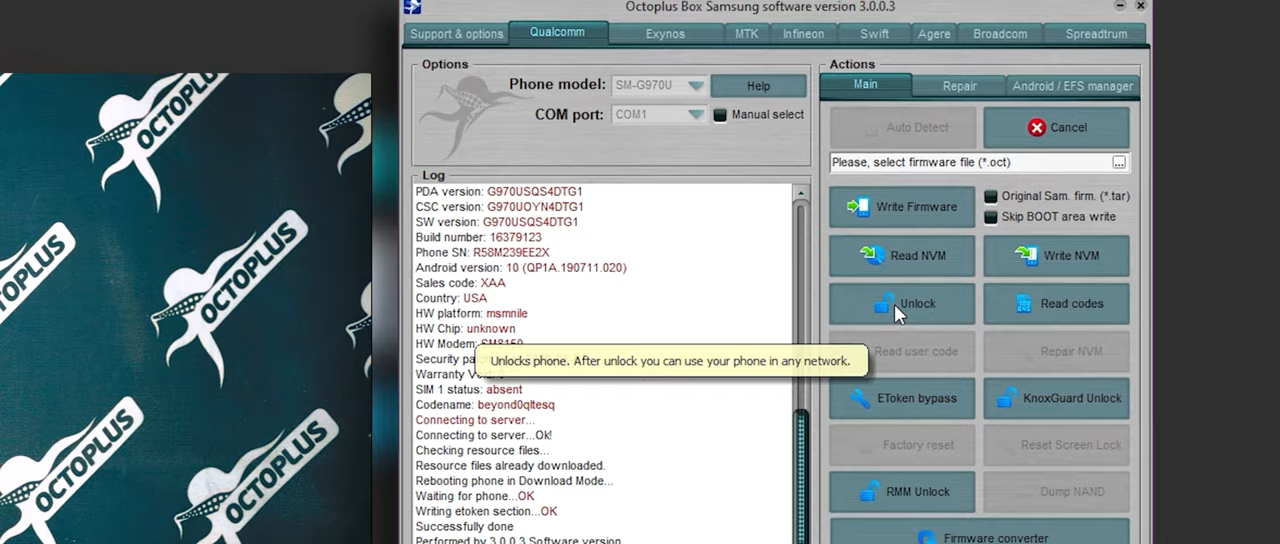 Octoplus Box Samsung software version 3.0.0.3
Support & options
Qualcomm
Exynos
MTK
Infineon
Swift
Agere
Broadcom
Spreadtrum
Options
Phone model: SM-G970U
Help
COM port: COM1
Manual select
Log
PDA version: G970USQS4DTG1
CSC version: G970UOYN4DTG1
SW version: G970USQS4DTG1
Build number: 16379123
Phone SN: R58M239EE2X
Android version: 10 (QP1A.190711.020)
Sales code: XAA
Country: USA
HW platform: msmnile
HW Chip: unknown
HW Modem: SM8150
Security
Warranty
SIM 1 status: absent
Codename: beyond0qltesq
Connecting to server...
Connecting to server...Ok!
Checking resource files...
Resource files already downloaded.
Rebooting phone in Download Mode...
Waiting for phone...OK
Writing etoken section...OK
Successfully done
Performed by 3.0.0.3 Software version.
Unlocks phone. After unlock you can use your phone in any network.
Actions
Main
Repair
Android / EFS manager
Auto Detect
Cancel
Please, select firmware file (*.oct)
...
Write Firmware
Original Sam. firm. (*.tar)
Skip BOOT area write
Read NVM
Write NVM
Unlock
Read codes
Read user code
Repair NVM
EToken bypass
KnoxGuard Unlock
Factory reset
Reset Screen Lock
RMM Unlock
Dump NAND
Firmware converter
OCTOPLUS
OCTOPLUS
OCTOPLUS
OCTOPLUS